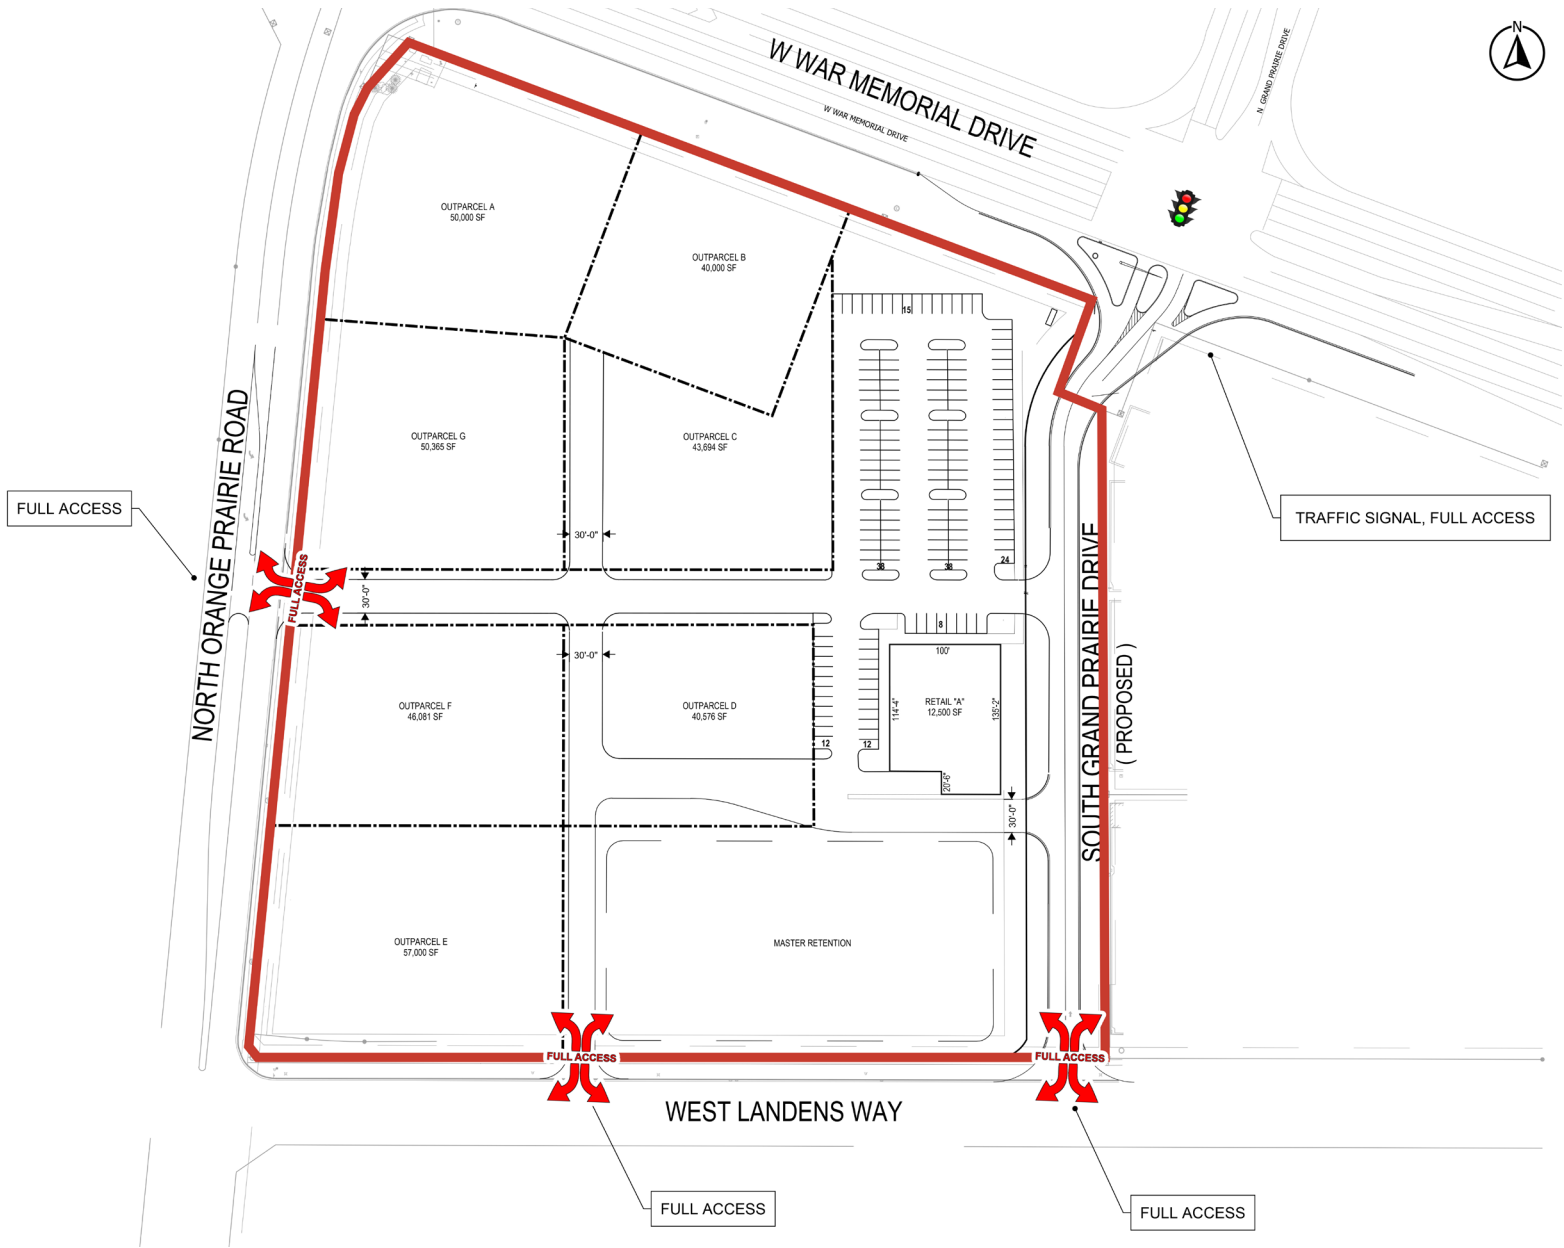 N
W WAR MEMORIAL DRIVE
W WAR MEMORIAL DRIVE
N GRAND PRAIRIE DRIVE
OUTPARCEL A
50,000 SF
OUTPARCEL B
40,000 SF
15
OUTPARCEL G
50,365 SF
OUTPARCEL C
43,694 SF
NORTH ORANGE PRAIRIE ROAD
FULL ACCESS
TRAFFIC SIGNAL, FULL ACCESS
30'-0"
38
38
24
FULL ACCESS
30'-0"
8
30'-0"
100'
OUTPARCEL F
46,081 SF
OUTPARCEL D
40,576 SF
RETAIL "A"
12,500 SF
114'-4"
135'-2"
12
12
20'-6"
30'-0"
SOUTH GRAND PRAIRIE DRIVE
( PROPOSED )
OUTPARCEL E
57,000 SF
MASTER RETENTION
FULL ACCESS
FULL ACCESS
WEST LANDENS WAY
FULL ACCESS
FULL ACCESS